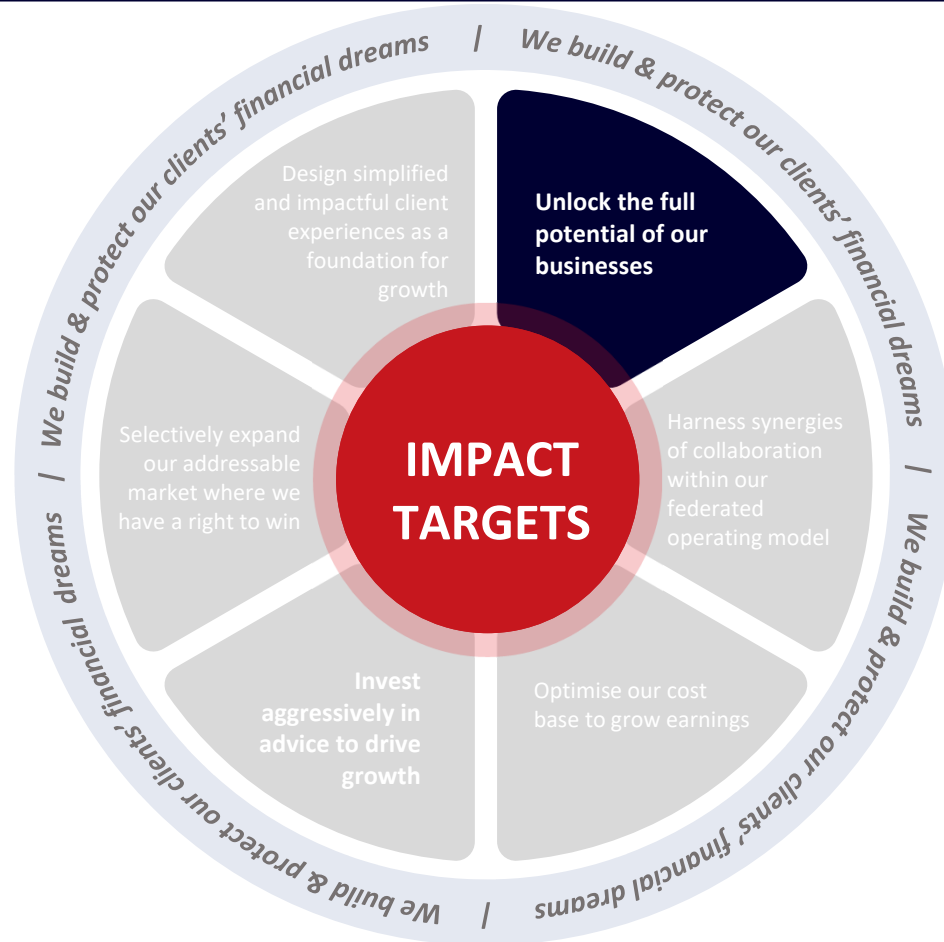 We build & protect our clients' financial dreams / We build & protect our clients' financial dreams / We build & protect our clients' financial dreams / We build & protect our clients' financial dreams /
Unlock the full
potential of our
businesses
Harness synergies
of collaboration
within our
federated
operating model
Optimise our cost
base to grow earnings
Invest
aggressively in
advice to drive
growth
Selectively expand
our addressable
market where we
have a right to win
Design simplified
and impactful client
experiences as a
foundation for
growth
IMPACT
TARGETS